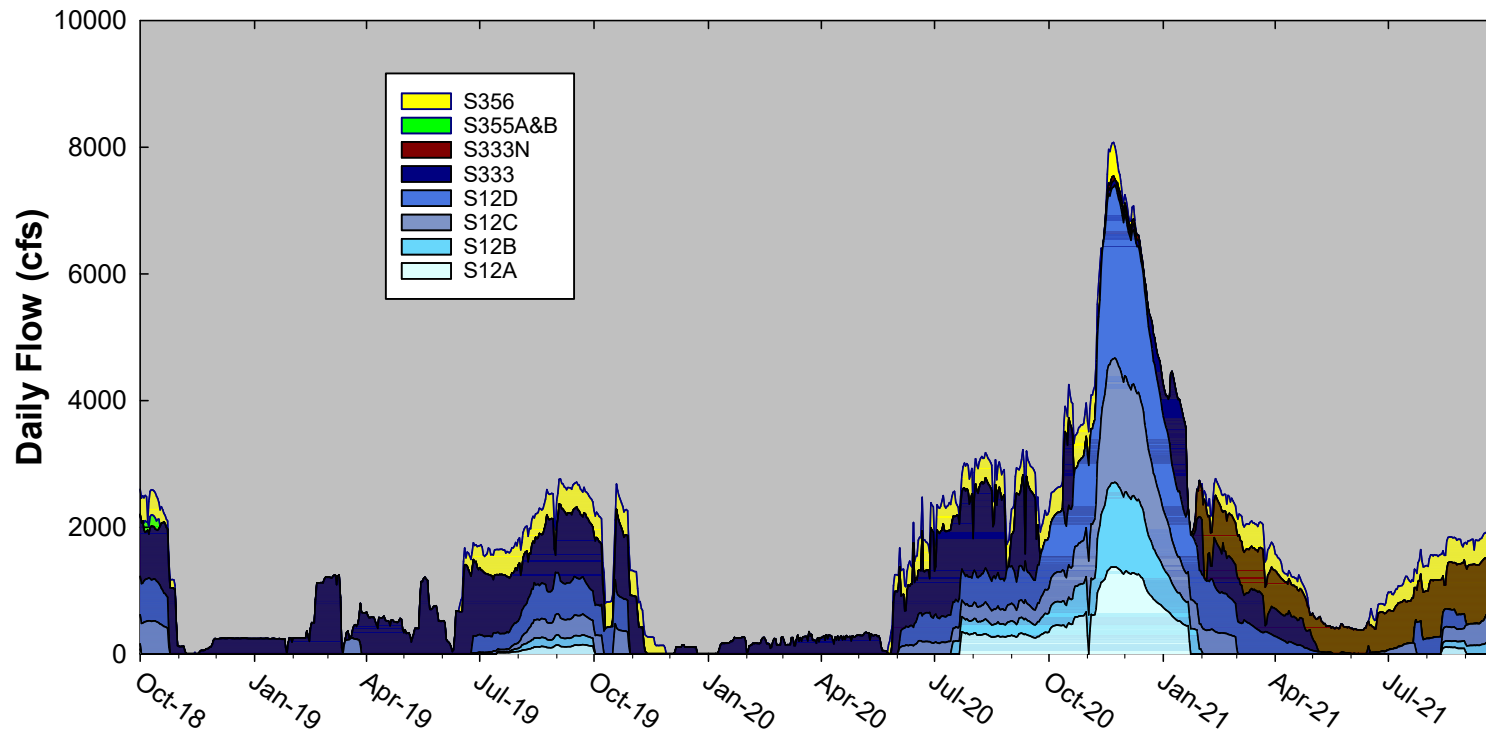 10000
8000
6000
4000
2000
0
Daily Flow (cfs)
S356
S355A&B
S333N
S333
S12D
S12C
S12B
S12A
Oct-18
Jan-19
Apr-19
Jul-19
Oct-19
Jan-20
Apr-20
Jul-20
Oct-20
Jan-21
Apr-21
Jul-21